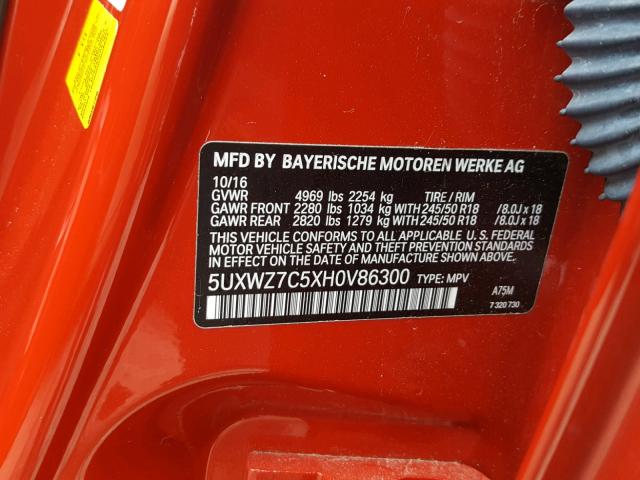 MFD BY BAYERISCHE MOTOREN WERKE AG
10/16
GVWR 4969 lbs 2254 kg TIRE / RIM
GAWR FRONT 2280 lbs 1034 kg WITH 245/50 R18 /8.0J x 18
GAWR REAR 2820 lbs 1279 kg WITH 245/50 R18 /8.0J x 18
THIS VEHICLE CONFORMS TO ALL APPLICABLE U. S. FEDERAL
MOTOR VEHICLE SAFETY AND THEFT PREVENTION STANDARDS
IN EFFECT ON THE DATE OF MANUFACTURE SHOWN ABOVE.
5UXWZ7C5XH0V86300 TYPE: MPV A75M
7 320 730